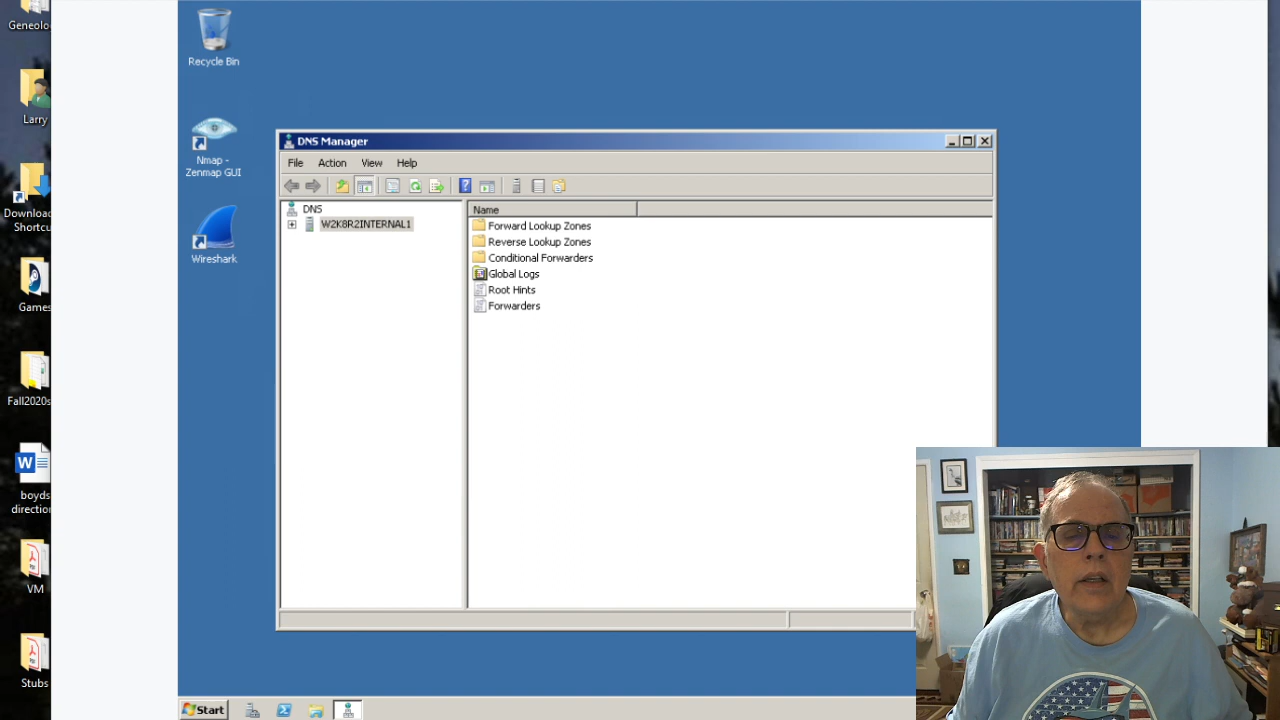 Geneolo
Larry
Download
Shortcu
Games
Fall2020s
boyds
direction
VM
Stubs
Recycle Bin
Nmap -
Zenmap GUI
Wireshark
DNS Manager
File Action View Help
DNS
W2K8R2INTERNAL1
Name
Forward Lookup Zones
Reverse Lookup Zones
Conditional Forwarders
Global Logs
Root Hints
Forwarders
Start